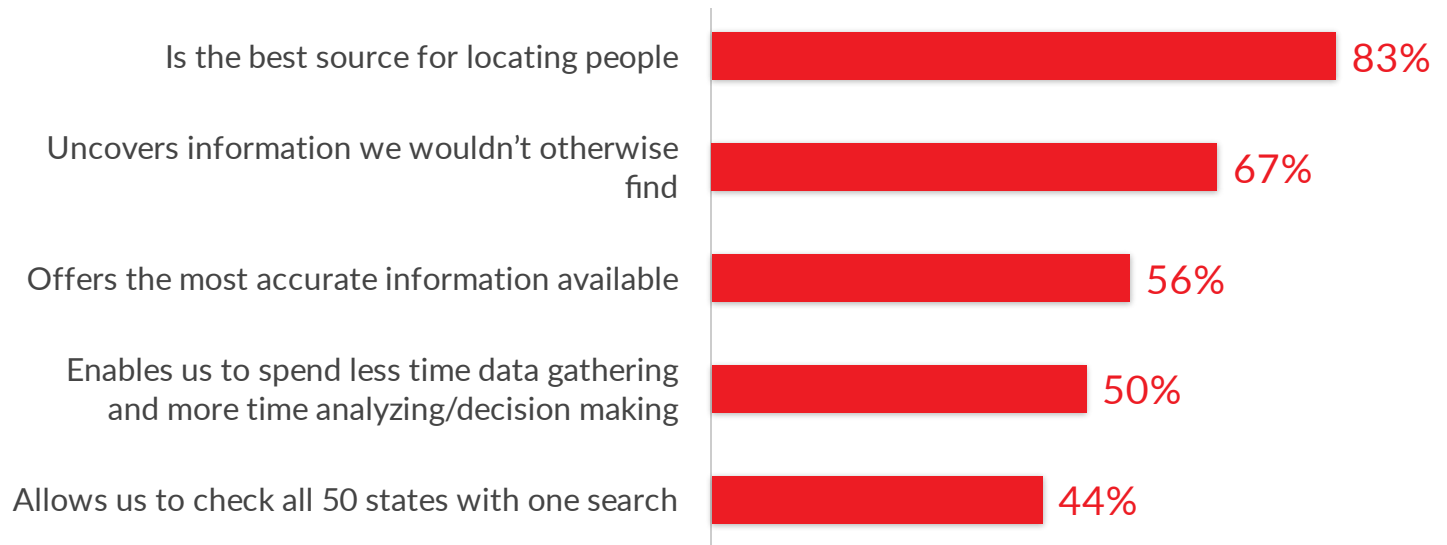 Is the best source for locating people
83%
Uncovers information we wouldn’t otherwise
find
67%
Offers the most accurate information available
56%
Enables us to spend less time data gathering
and more time analyzing/decision making
50%
Allows us to check all 50 states with one search
44%